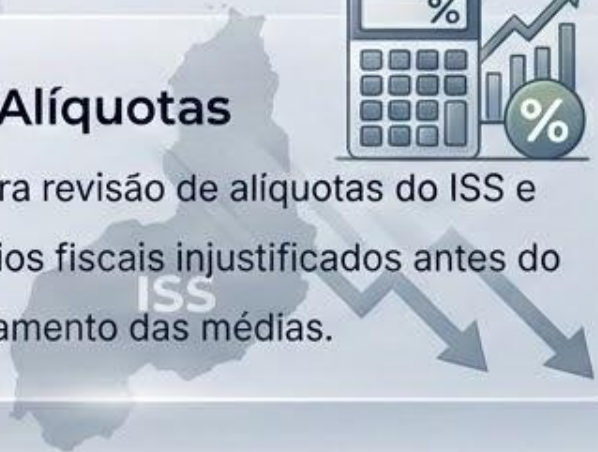 %
Alíquotas
%
ra revisão de alíquotas do ISS e
ios fiscais injustificados antes do
ISS
amento das médias.